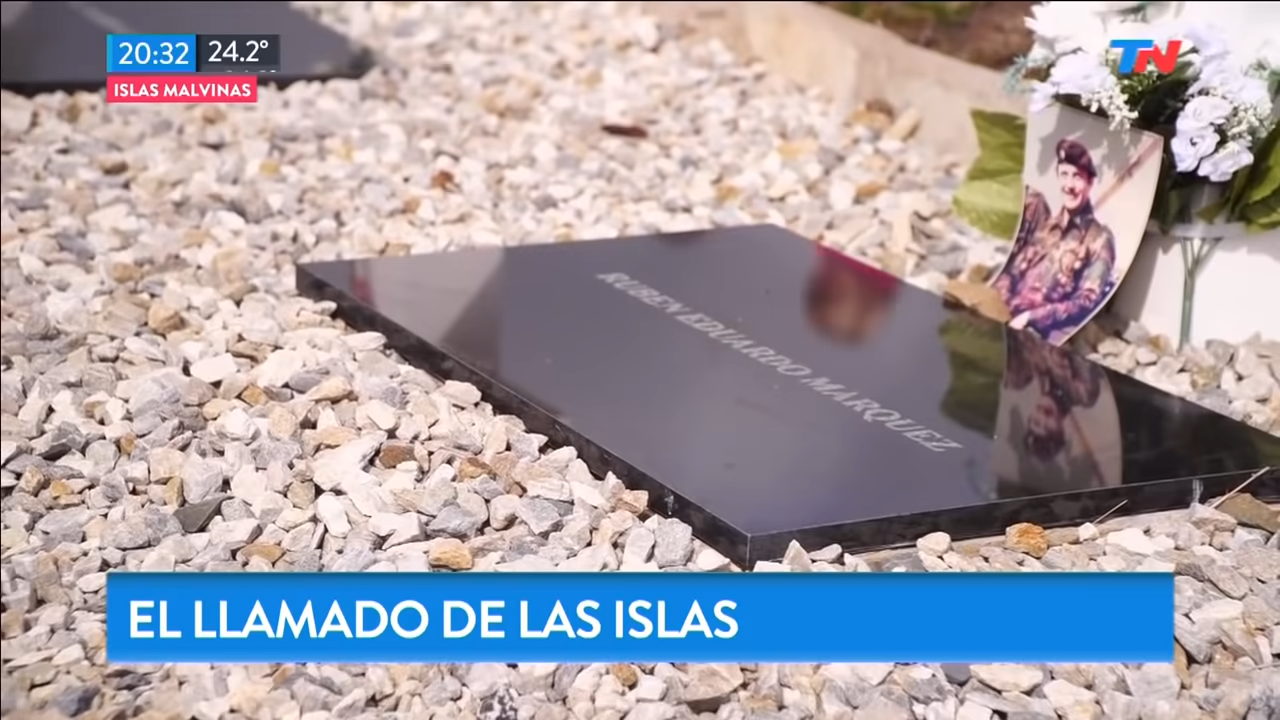 20:32 24.2°
TN
ISLAS MALVINAS
RUBEN EDUARDO MARQUEZ
EL LLAMADO DE LAS ISLAS